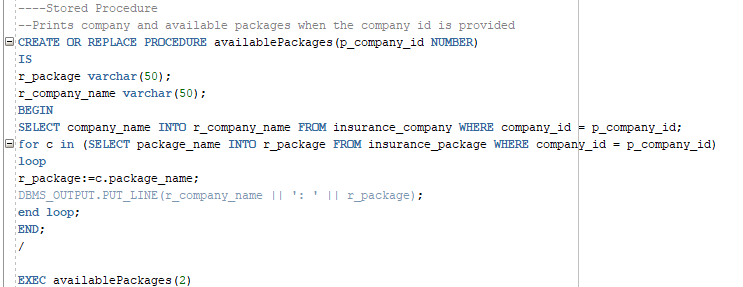 ----Stored Procedure
--Prints company and available packages when the company id is provided
CREATE OR REPLACE PROCEDURE availablePackages(p_company_id NUMBER)
IS
r_package varchar(50);
r_company_name varchar(50);
BEGIN
SELECT company_name INTO r_company_name FROM insurance_company WHERE company_id = p_company_id;
for c in (SELECT package_name INTO r_package FROM insurance_package WHERE company_id = p_company_id)
loop
r_package:=c.package_name;
DBMS_OUTPUT.PUT_LINE(r_company_name || ': ' || r_package);
end loop;
END;
/
EXEC availablePackages(2)